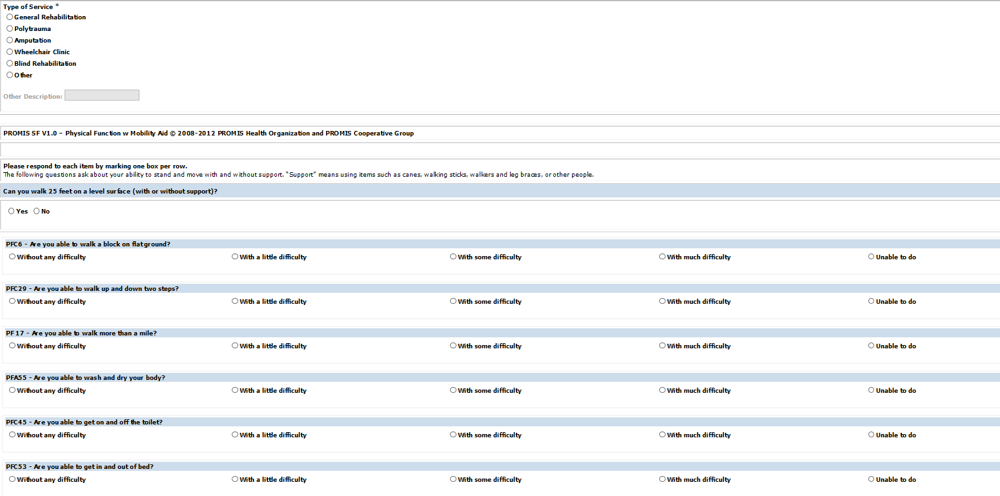 Type of Service *
General Rehabilitation
Polytrauma
Amputation
Wheelchair Clinic
Blind Rehabilitation
Other
Other Description:
PROMIS SF V1.0 – Physical Function w Mobility Aid © 2008-2012 PROMIS Health Organization and PROMIS Cooperative Group
Please respond to each item by marking one box per row.
The following questions ask about your ability to stand and move with and without support. “Support” means using items such as canes, walking sticks, walkers and leg braces, or other people.
Can you walk 25 feet on a level surface (with or without support)?
Yes No
PFC6 - Are you able to walk a block on flat ground?
Without any difficulty With a little difficulty With some difficulty With much difficulty Unable to do
PFC29 - Are you able to walk up and down two steps?
Without any difficulty With a little difficulty With some difficulty With much difficulty Unable to do
PF17 - Are you able to walk more than a mile?
Without any difficulty With a little difficulty With some difficulty With much difficulty Unable to do
PFA55 - Are you able to wash and dry your body?
Without any difficulty With a little difficulty With some difficulty With much difficulty Unable to do
PFC45 - Are you able to get on and off the toilet?
Without any difficulty With a little difficulty With some difficulty With much difficulty Unable to do
PFC53 - Are you able to get in and out of bed?
Without any difficulty With a little difficulty With some difficulty With much difficulty Unable to do